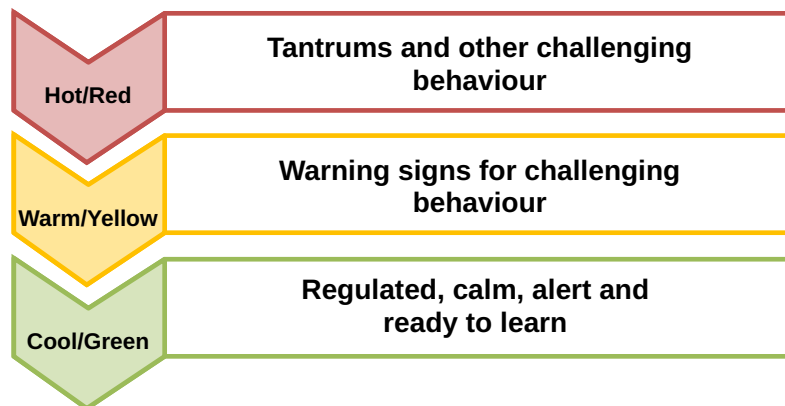 Hot/Red
Tantrums and other challenging
behaviour
Warm/Yellow
Warning signs for challenging
behaviour
Cool/Green
Regulated, calm, alert and
ready to learn